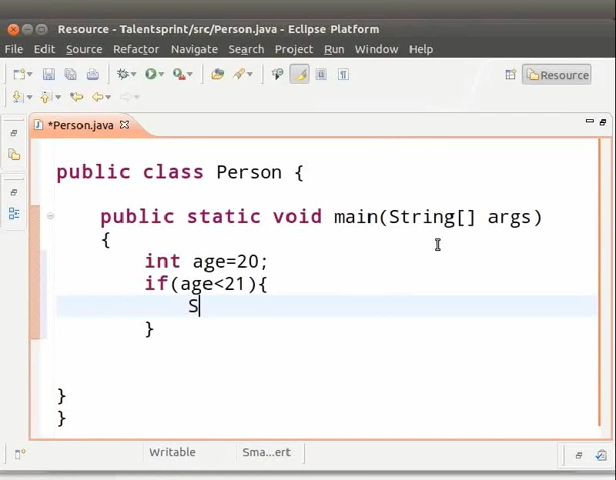 Resource - Talentsprint/src/Person.java - Eclipse Platform
File Edit Source Refactor Navigate Search Project Run Window Help
Resource
*Person.java
public class Person {
public static void main(String[] args)
{
int age=20;
if(age<21){
S
}
}
}
Writable Sma...ert